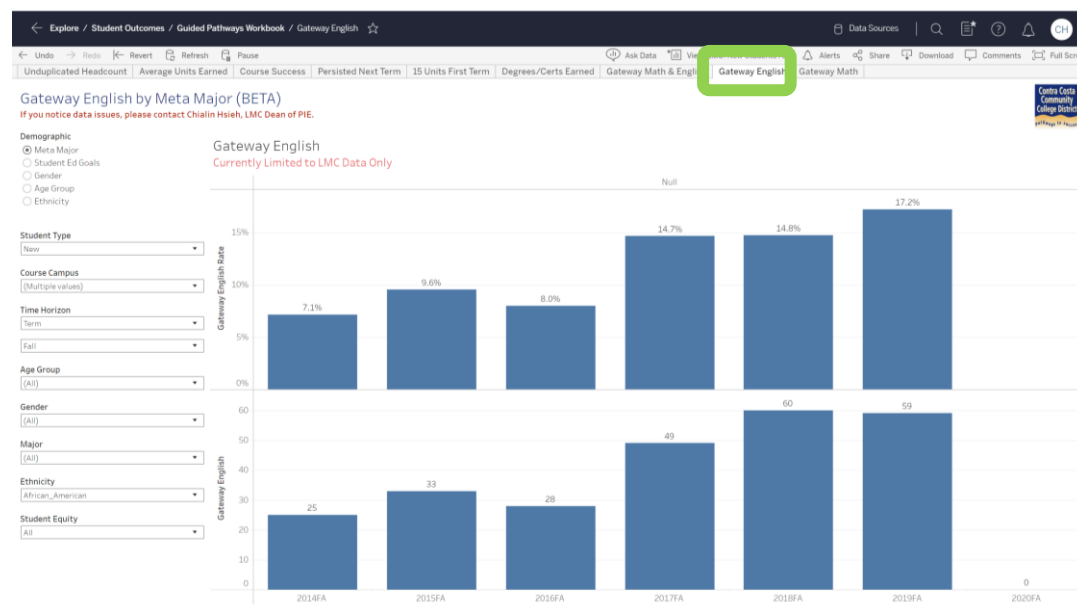 ← Explore / Student Outcomes / Guided Pathways Workbook / Gateway English
Data Sources
CH
← Undo → Redo Revert Refresh Pause
Ask Data Alerts Share Download Comments Full Scre
Unduplicated Headcount Average Units Earned Course Success Persisted Next Term 15 Units First Term Degrees/Certs Earned Gateway Math & Engli Gateway English Gateway Math
Gateway English by Meta Major (BETA)
If you notice data issues, please contact Chialin Hsieh, LMC Dean of PIE.
Contra Costa
Community
College District
Demographic
Meta Major
Student Ed Goals
Gender
Age Group
Ethnicity
Student Type
New
Course Campus
(Multiple values)
Time Horizon
Term
Fall
Age Group
(All)
Gender
(All)
Major
(All)
Ethnicity
African_American
Student Equity
All
Gateway English
Currently Limited to LMC Data Only
Null
Gateway English Rate
15%
10%
5%
0%
7.1%
9.6%
8.0%
14.7%
14.8%
17.2%
Gateway English
60
50
40
30
20
10
0
25
33
28
49
60
59
0
2014FA 2015FA 2016FA 2017FA 2018FA 2019FA 2020FA